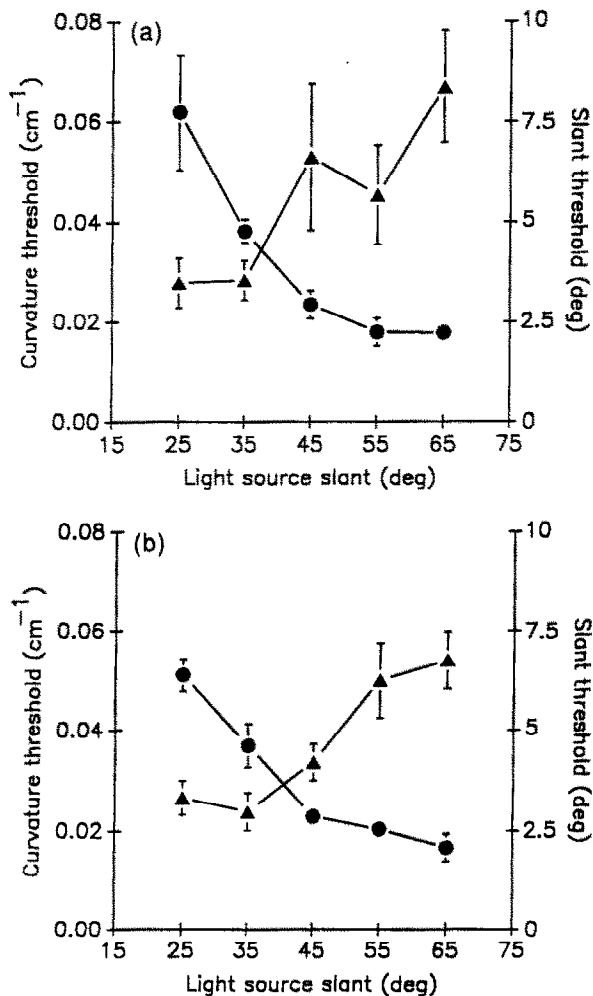 (a)
0.08
0.06
0.04
0.02
0.00
Curvature threshold (cm⁻¹)
10
7.5
5
2.5
0
Slant threshold (deg)
15 25 35 45 55 65 75
Light source slant (deg)
(b)
0.08
0.06
0.04
0.02
0.00
Curvature threshold (cm⁻¹)
10
7.5
5
2.5
0
Slant threshold (deg)
15 25 35 45 55 65 75
Light source slant (deg)